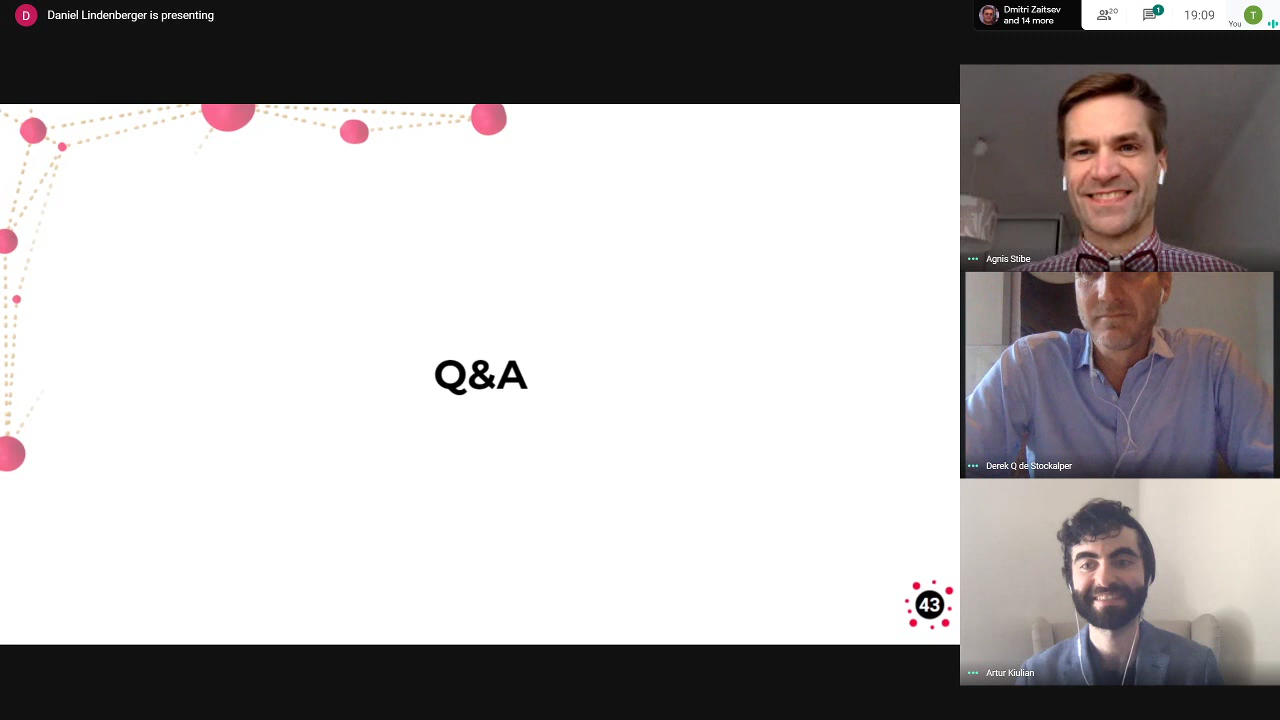 D
Daniel Lindenberger is presenting
Dmitri Zaitsev
and 14 more
20
1
19:09
You
T
Agnis Stibe
Q&A
Derek Q de Stockalper
43
Artur Kiulian